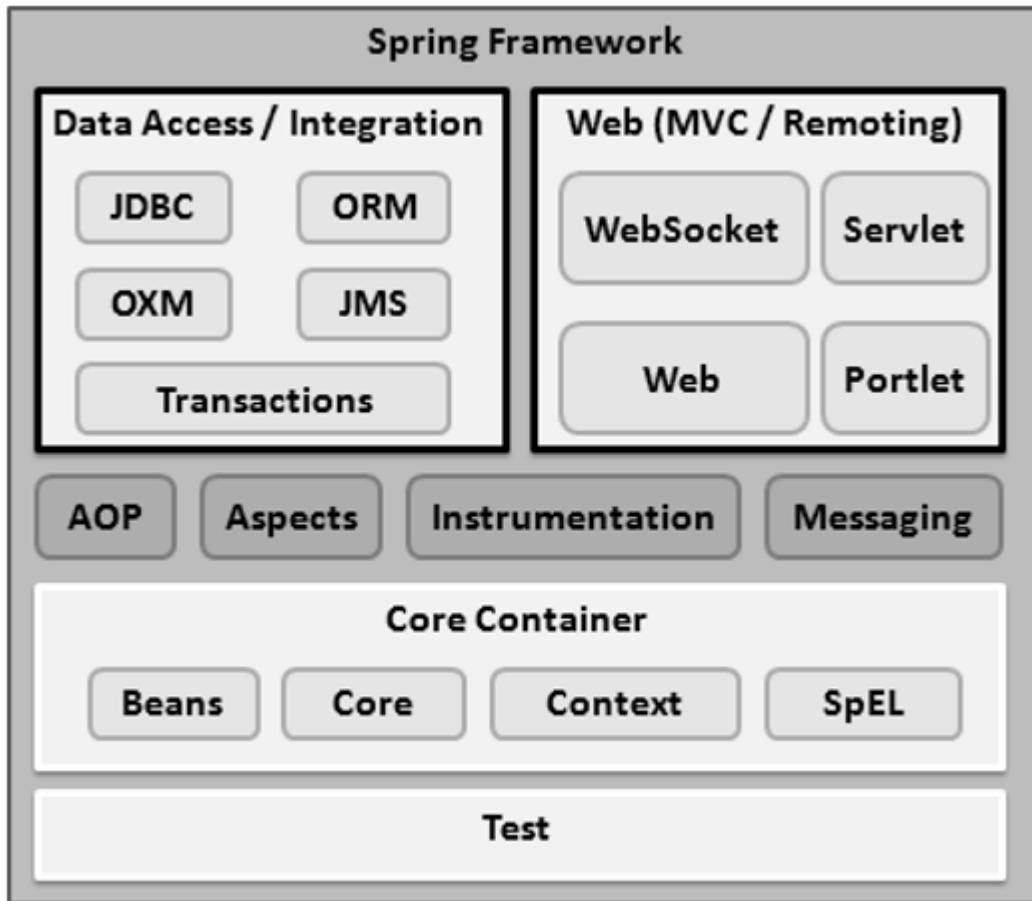 Spring Framework
Data Access / Integration
JDBC
ORM
OXM
JMS
Transactions
Web (MVC / Remoting)
WebSocket
Servlet
Web
Portlet
AOP
Aspects
Instrumentation
Messaging
Core Container
Beans
Core
Context
SpEL
Test